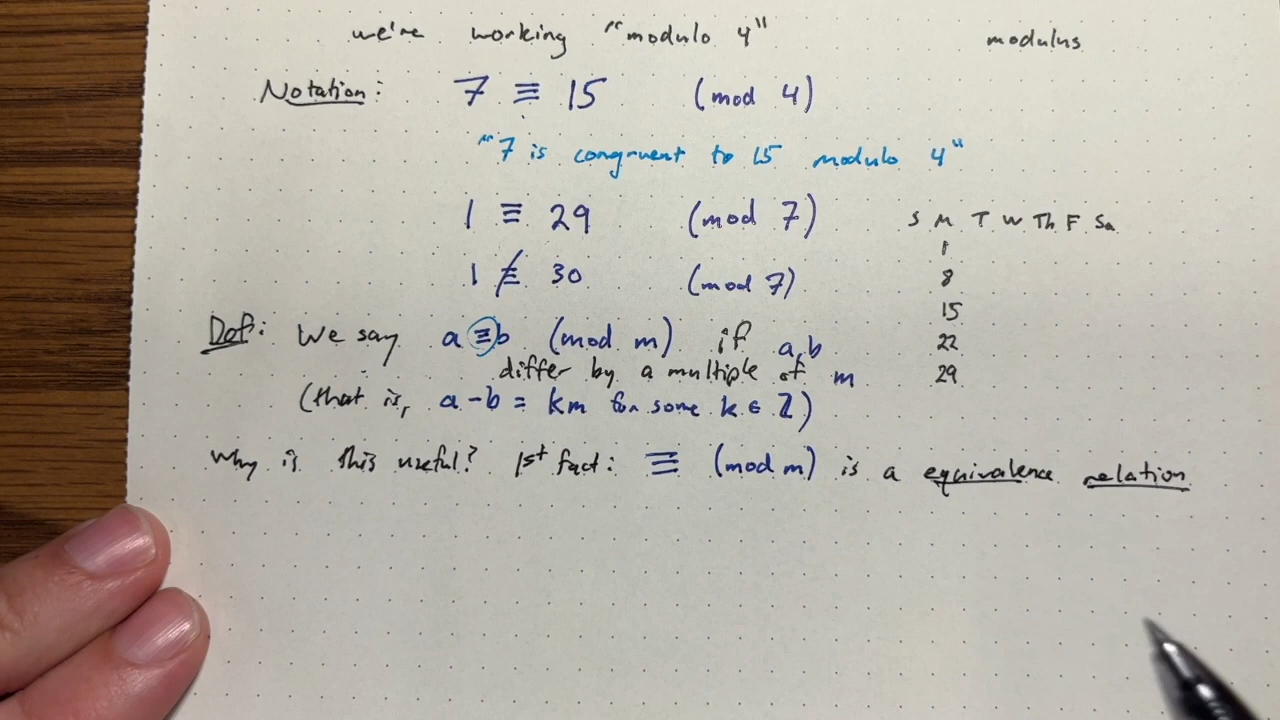 we're working "modulo 4" modulus
Notation: 7 ≡ 15 (mod 4)
"7 is congruent to 15 modulo 4"
1 ≡ 29 (mod 7)
S M T W Th F Sa
1
1 ≢ 30 (mod 7)
8
15
Def: We say a ≡ b (mod m) if a, b
22
differ by a multiple of m
29
(that is, a - b = km for some k ∈ ℤ)
Why is this useful? 1st fact: ≡ (mod m) is a equivalence relation